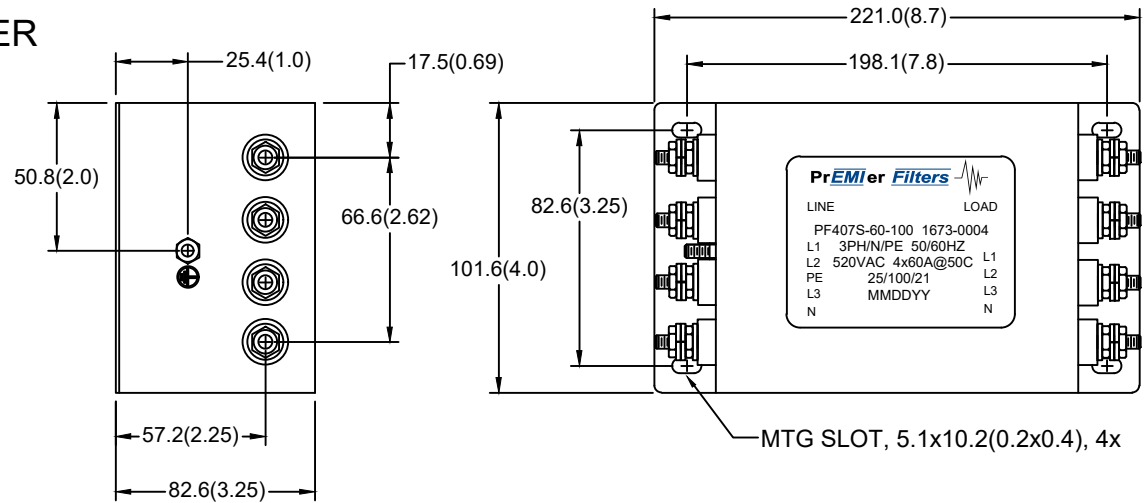 ER
25.4(1.0)
17.5(0.69)
50.8(2.0)
66.6(2.62)
57.2(2.25)
82.6(3.25)
221.0(8.7)
198.1(7.8)
82.6(3.25)
101.6(4.0)
PrEMIer Filters
LINE LOAD
PF407S-60-100 1673-0004
L1 3PH/N/PE 50/60HZ L1
L2 520VAC 4x60A@50C L2
PE 25/100/21 L3
L3 MMDDYY N
N
MTG SLOT, 5.1x10.2(0.2x0.4), 4x